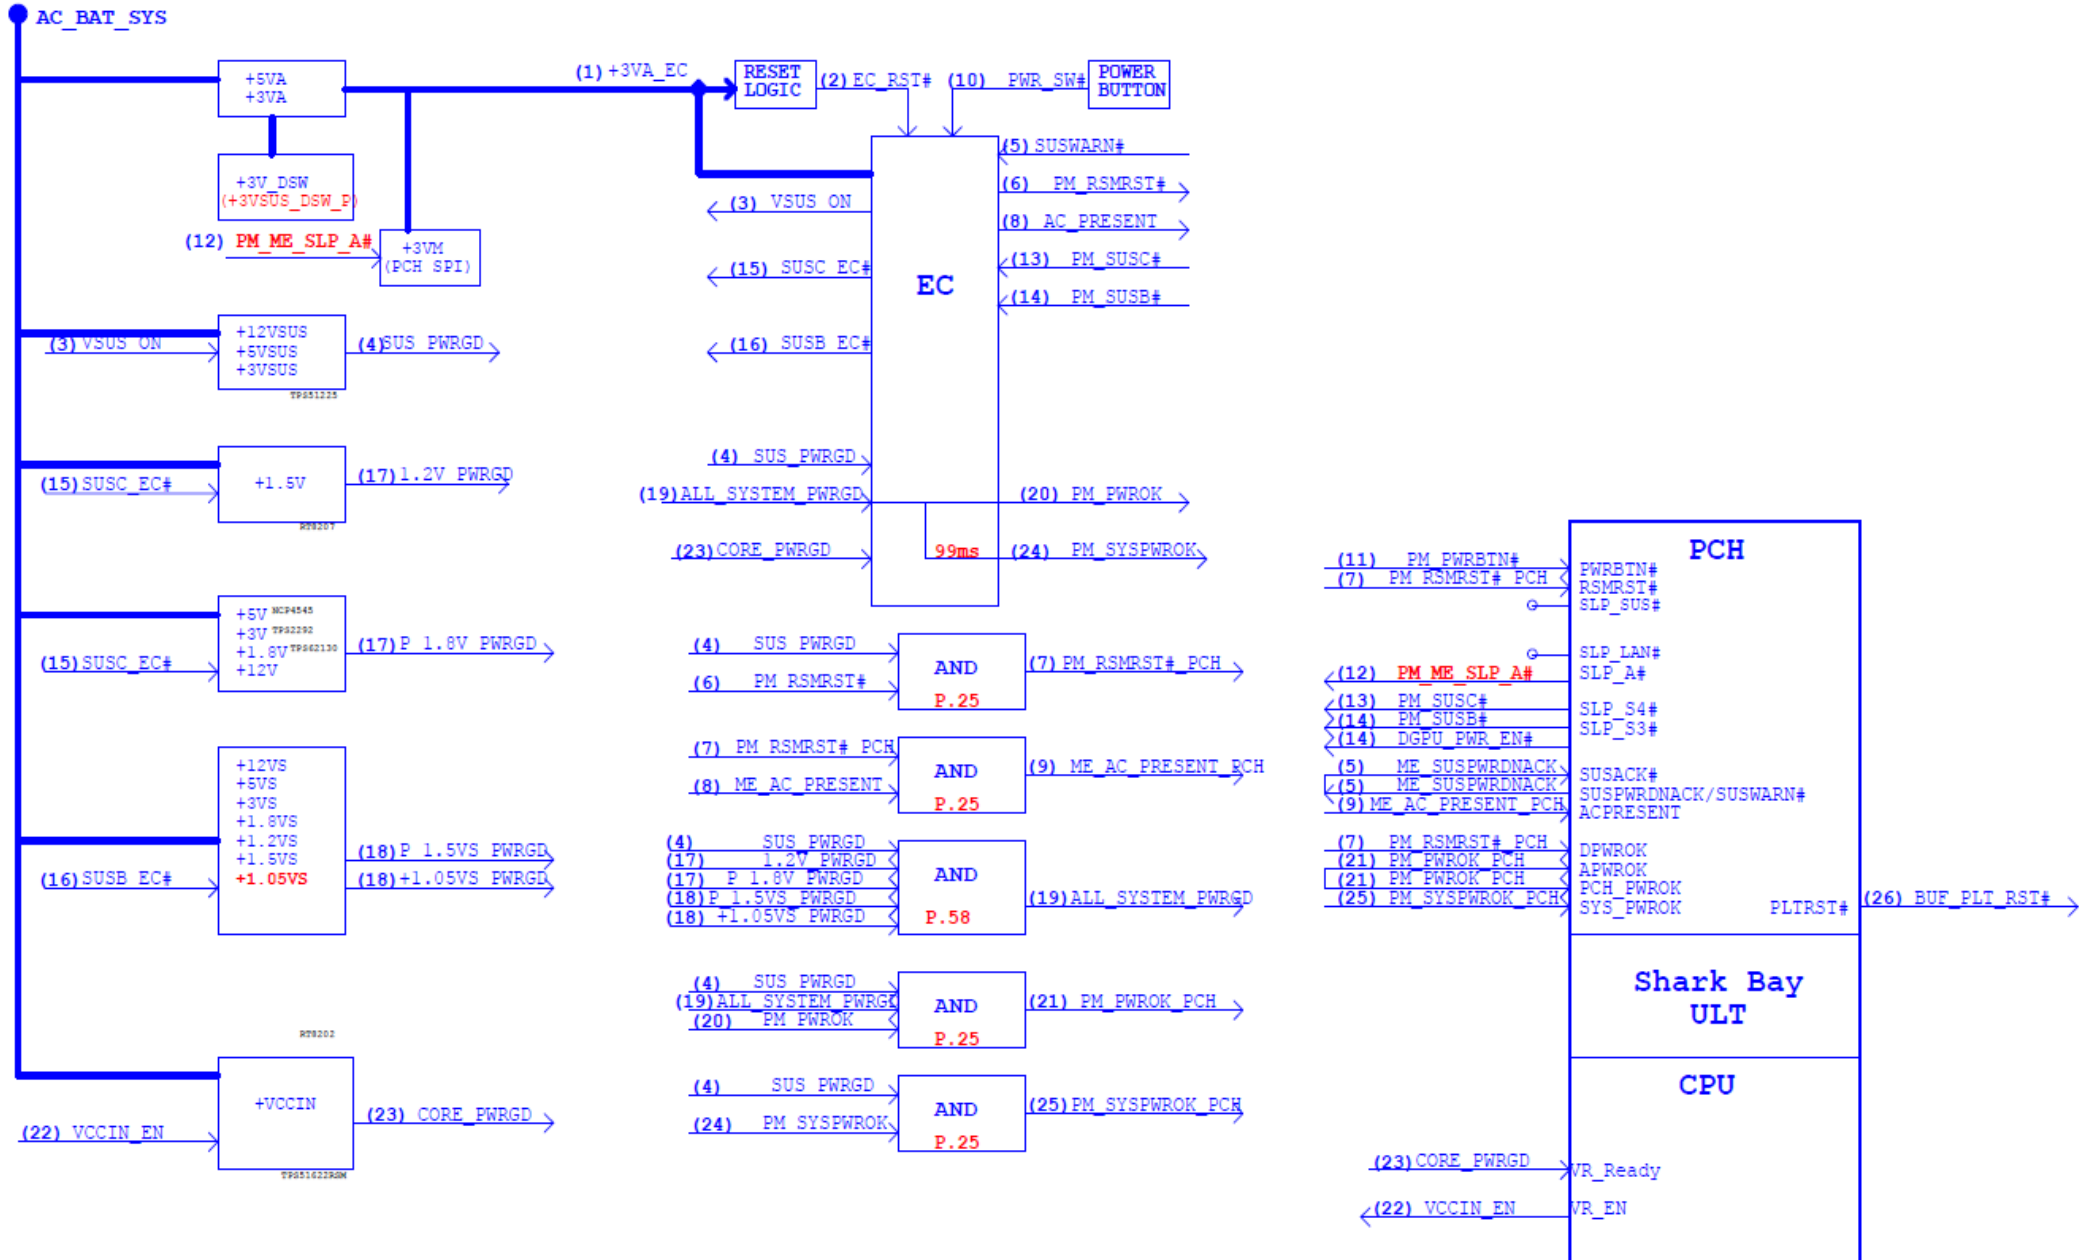 AC_BAT_SYS
+5VA
+3VA
(1) +3VA_EC
RESET
LOGIC
(2) EC_RST#
(10) PWR_SW#
POWER
BUTTON
+3V_DSW
(+3VSUS_DSW_P)
(12) PM_ME_SLP_A#
+3VM
(PCH SPI)
(3) VSUS_ON
+12VSUS
+5VSUS
+3VSUS
(4) SUS_PWRGD
TPS51225
(15) SUSC_EC#
+1.5V
(17) 1.2V_PWRGD
RT8207
(15) SUSC_EC#
+5V NCP4545
+3V TPS2292
+1.8V TPS62130
+12V
(17) P_1.8V_PWRGD
+12VS
+5VS
+3VS
+1.8VS
+1.2VS
+1.5VS
+1.05VS
(16) SUSB_EC#
(18) P_1.5VS_PWRGD
(18) +1.05VS_PWRGD
RT8202
+VCCIN
(22) VCCIN_EN
(23) CORE_PWRGD
TPS51622RSM
EC
(5) SUSWARN#
(6) PM_RSMRST#
(8) AC_PRESENT
(13) PM_SUSC#
(14) PM_SUSB#
(3) VSUS_ON
(15) SUSC_EC#
(16) SUSB_EC#
(4) SUS_PWRGD
(19) ALL_SYSTEM_PWRGD
(20) PM_PWROK
(23) CORE_PWRGD
99ms
(24) PM_SYSPWROK
(4) SUS_PWRGD
(6) PM_RSMRST#
AND
P.25
(7) PM_RSMRST#_PCH
(7) PM_RSMRST#_PCH
(8) ME_AC_PRESENT
AND
P.25
(9) ME_AC_PRESENT_PCH
(4) SUS_PWRGD
(17) 1.2V_PWRGD
(17) P_1.8V_PWRGD
(18) P_1.5VS_PWRGD
(18) +1.05VS_PWRGD
AND
P.58
(19) ALL_SYSTEM_PWRGD
(4) SUS_PWRGD
(19) ALL_SYSTEM_PWRGD
(20) PM_PWROK
AND
P.25
(21) PM_PWROK_PCH
(4) SUS_PWRGD
(24) PM_SYSPWROK
AND
P.25
(25) PM_SYSPWROK_PCH
PCH
(11) PM_PWRBTN# PWRBTN#
(7) PM_RSMRST#_PCH RSMRST#
SLP_SUS#
SLP_LAN#
(12) PM_ME_SLP_A# SLP_A#
(13) PM_SUSC# SLP_S4#
(14) PM_SUSB# SLP_S3#
(14) DGPU_PWR_EN#
(5) ME_SUSPWRDNACK SUSACK#
(5) ME_SUSPWRDNACK SUSPWRDNACK/SUSWARN#
(9) ME_AC_PRESENT_PCH ACPRESENT
(7) PM_RSMRST#_PCH DPWROK
(21) PM_PWROK_PCH APWROK
(21) PM_PWROK_PCH PCH_PWROK
(25) PM_SYSPWROK_PCH SYS_PWROK
PLTRST# (26) BUF_PLT_RST#
Shark Bay
ULT
CPU
(23) CORE_PWRGD VR_Ready
(22) VCCIN_EN VR_EN